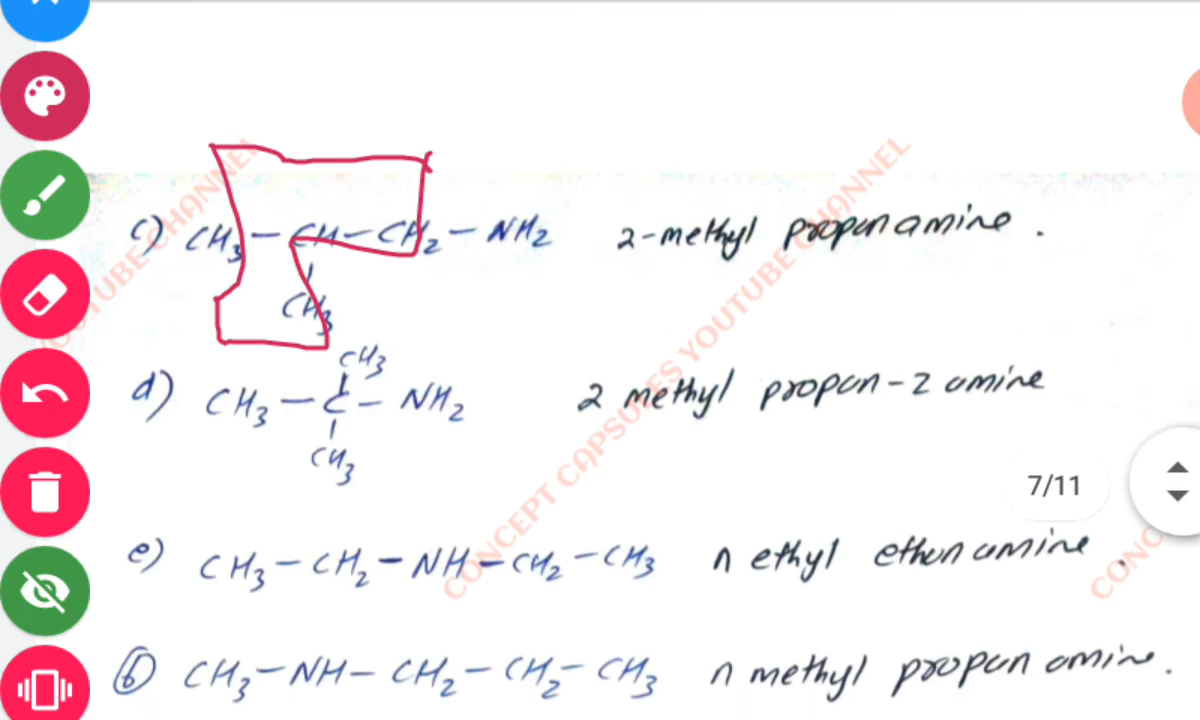 c) CH₃-CH-CH₂-NH₂ 2-methyl propanamine.
CH₃
CH₃
d) CH₃-C-NH₂ 2 methyl propan-2 amine
CH₃
7/11
e) CH₃-CH₂-NH-CH₂-CH₃ n ethyl ethanamine.
CH₃-NH-CH₂-CH₂-CH₃ n methyl propan amine.
CONCEPT CAPSULES YOUTUBE CHANNEL
YOUTUBE CHANNEL
CONC